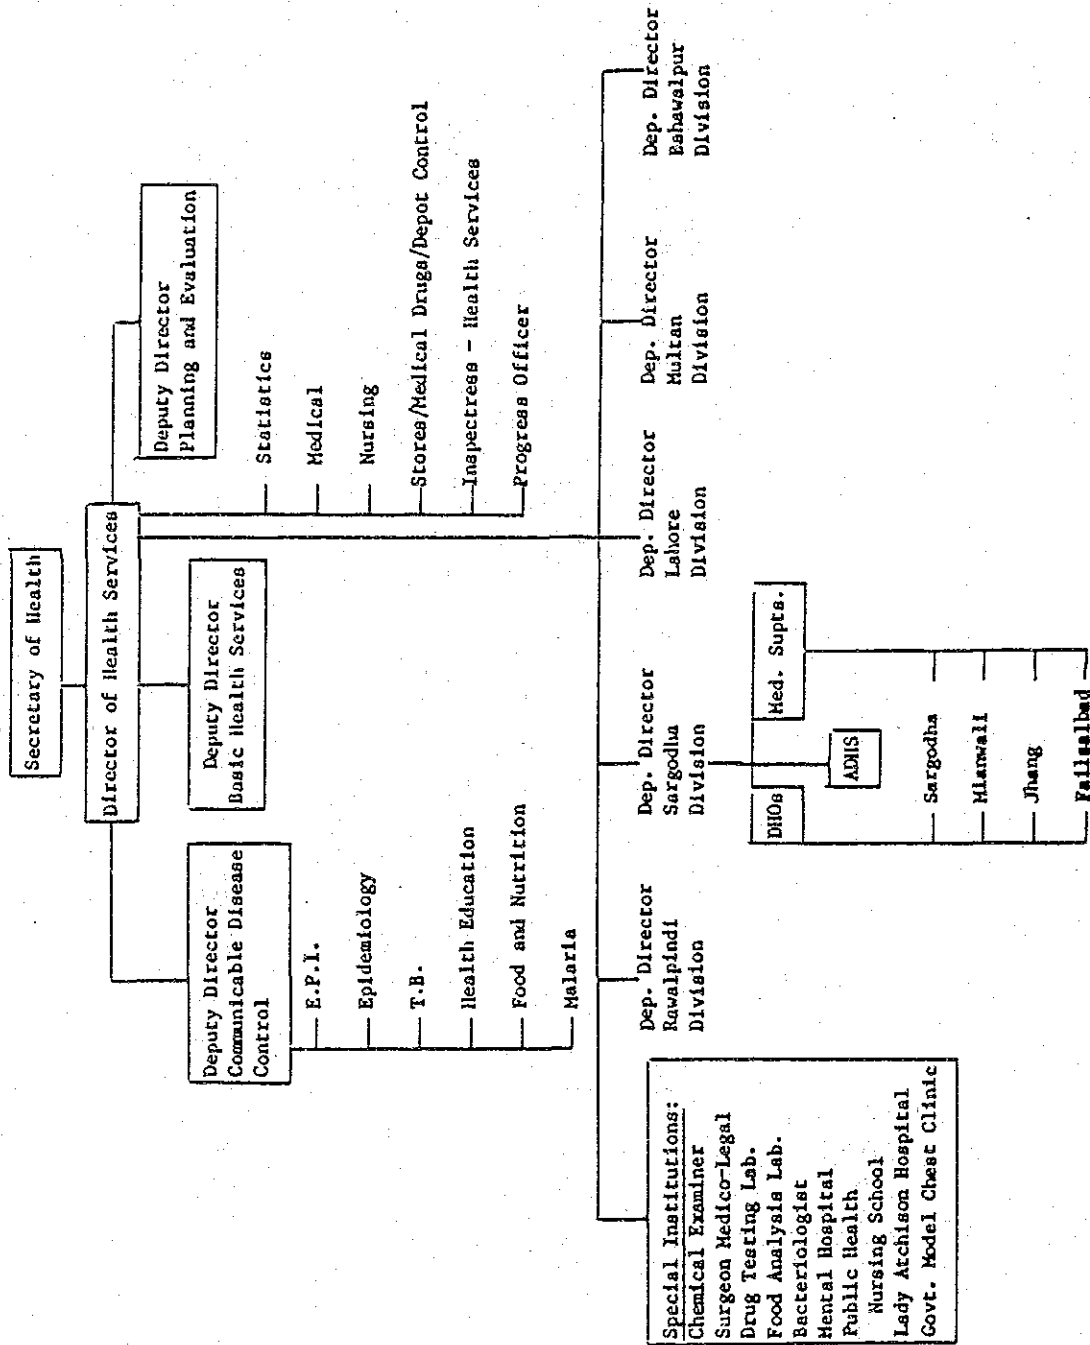 Secretary of Health
Director of Health Services
Deputy Director
Communicable Disease
Control
E.P.I.
Epidemiology
T.B.
Health Education
Food and Nutrition
Malaria
Deputy Director
Basic Health Services
Deputy Director
Planning and Evaluation
Statistics
Medical
Nursing
Stores/Medical Drugs/Depot Control
Inspectress - Health Services
Progress Officer
Special Institutions:
Chemical Examiner
Surgeon Medico-Legal
Drug Testing Lab.
Food Analysis Lab.
Bacteriologist
Mental Hospital
Public Health
Nursing School
Lady Atchison Hospital
Govt. Model Chest Clinic
Dep. Director
Rawalpindi
Division
Dep. Director
Sargodha
Division
DHOs
Med. Supts.
ADHS
Sargodha
Mianwali
Jhang
Failsalbad
Dep. Director
Lahore
Division
Dep. Director
Multan
Division
Dep. Director
Bahawalpur
Division